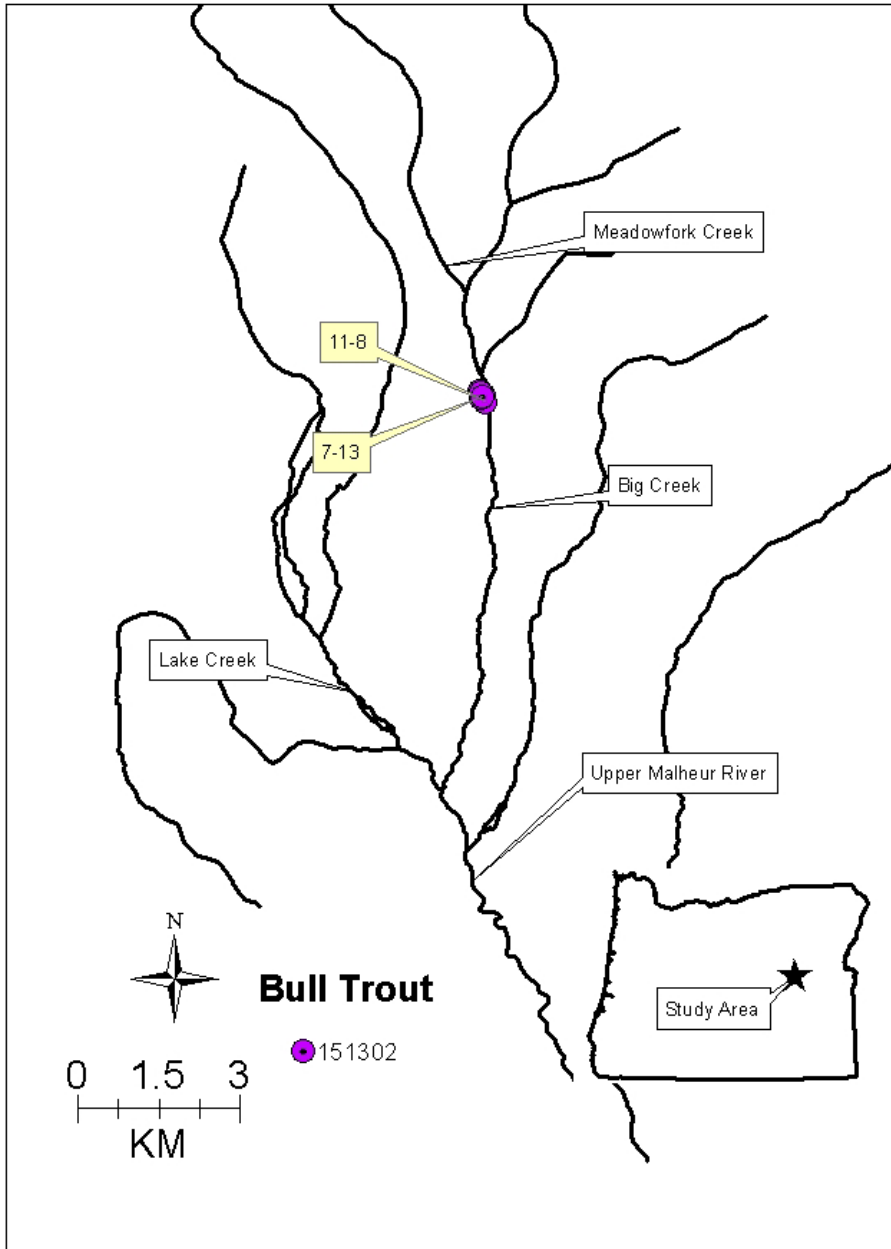 Meadowfork Creek
11-8
7-13
Big Creek
Lake Creek
Upper Malheur River
N
Bull Trout
Study Area
151302
0 1.5 3
KM